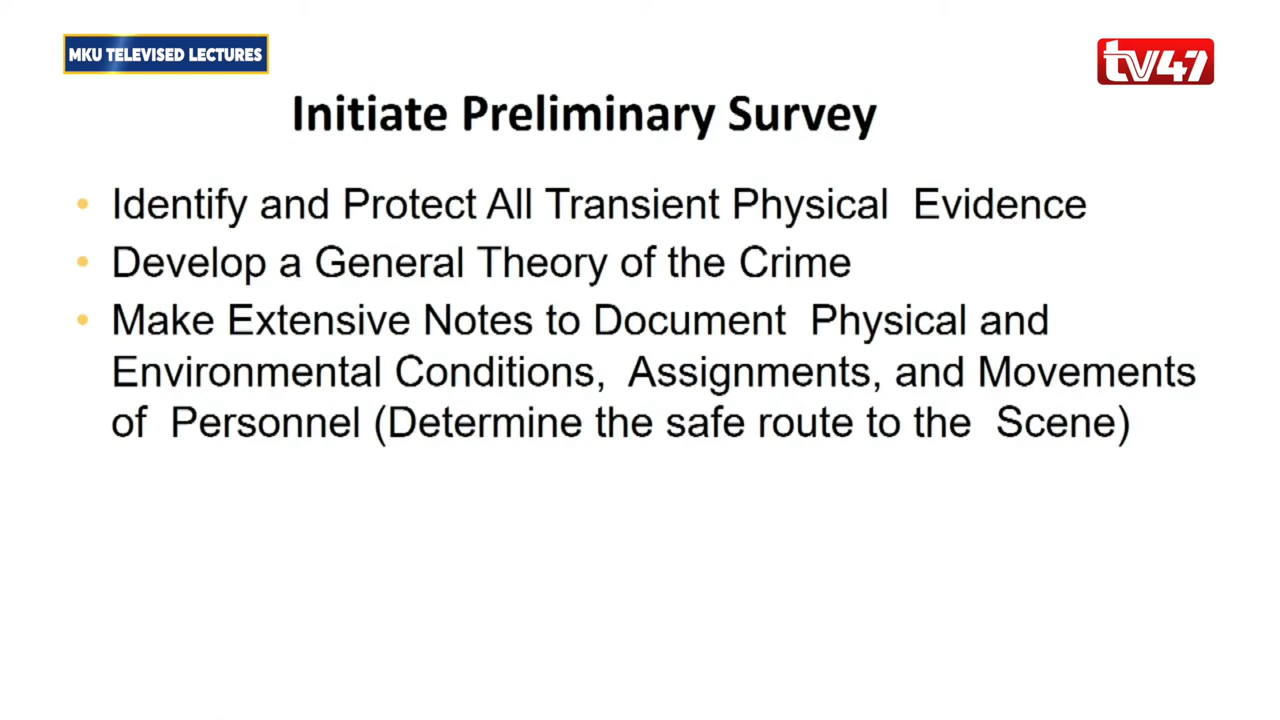 MKU TELEVISED LECTURES
tv47
Initiate Preliminary Survey
• Identify and Protect All Transient Physical Evidence
• Develop a General Theory of the Crime
• Make Extensive Notes to Document Physical and
Environmental Conditions, Assignments, and Movements
of Personnel (Determine the safe route to the Scene)